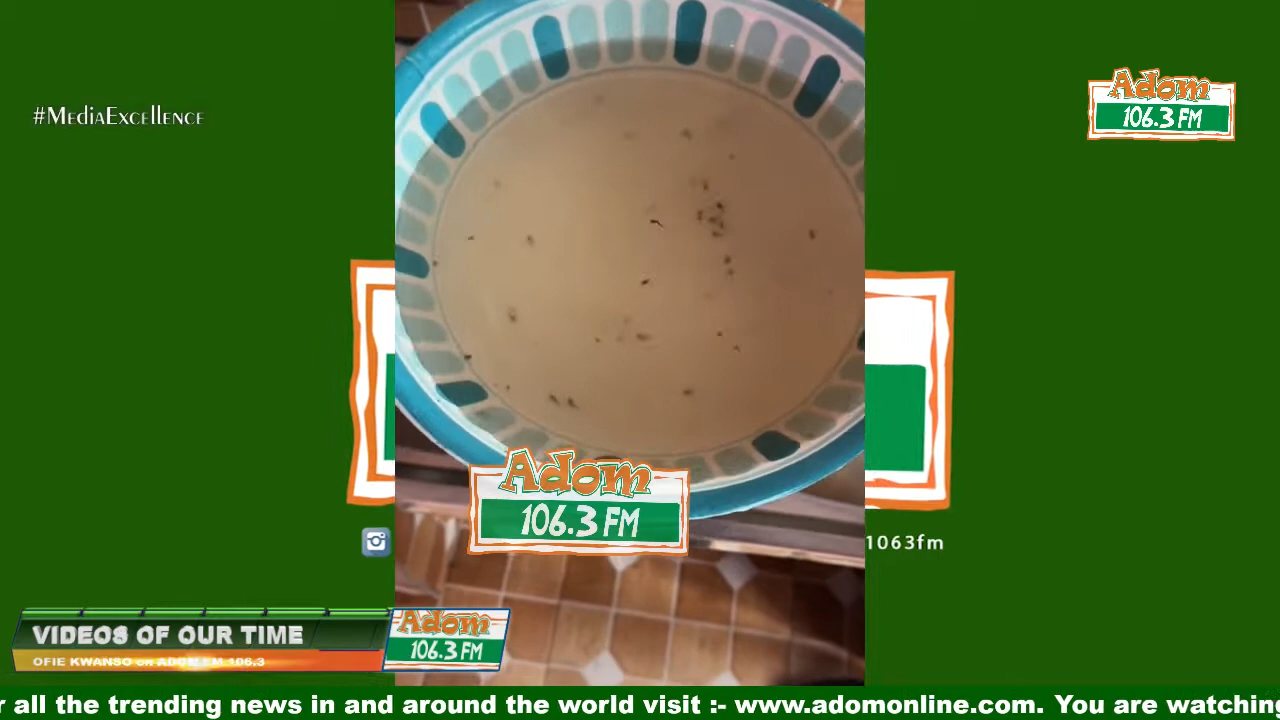 #MediaExcellence
Adom
106.3 FM
Adom
106.3 FM
1063fm
VIDEOS OF OUR TIME
OFIE KWANSO on ADOM FM 106.3
Adom
106.3 FM
r all the trending news in and around the world visit :- www.adomonline.com. You are watching